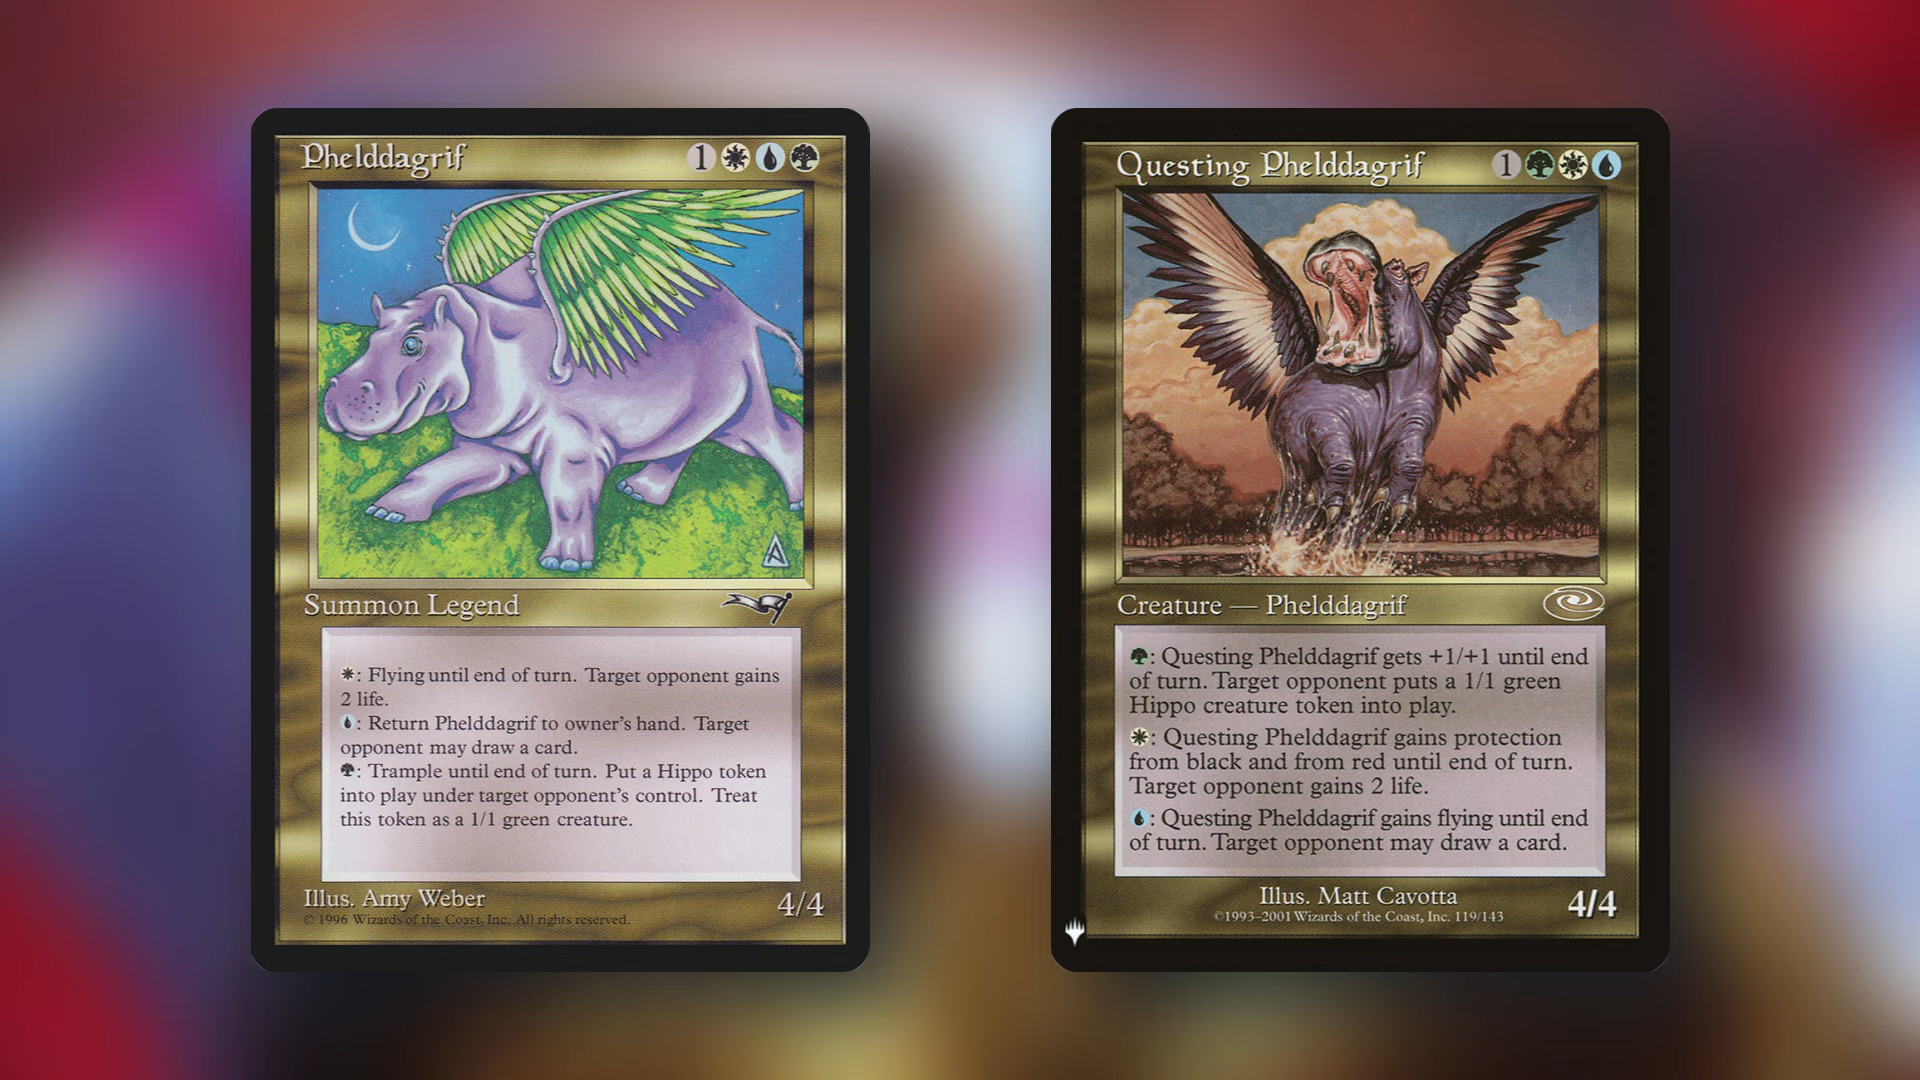 Phelddagrif
1
Summon Legend
: Flying until end of turn. Target opponent gains
2 life.
: Return Phelddagrif to owner's hand. Target
opponent may draw a card.
: Trample until end of turn. Put a Hippo token
into play under target opponent's control. Treat
this token as a 1/1 green creature.
Illus. Amy Weber
4/4
© 1996 Wizards of the Coast, Inc. All rights reserved.
Questing Phelddagrif
1
Creature — Phelddagrif
: Questing Phelddagrif gets +1/+1 until end
of turn. Target opponent puts a 1/1 green
Hippo creature token into play.
: Questing Phelddagrif gains protection
from black and from red until end of turn.
Target opponent gains 2 life.
: Questing Phelddagrif gains flying until end
of turn. Target opponent may draw a card.
Illus. Matt Cavotta
4/4
©1993–2001 Wizards of the Coast, Inc. 119/143